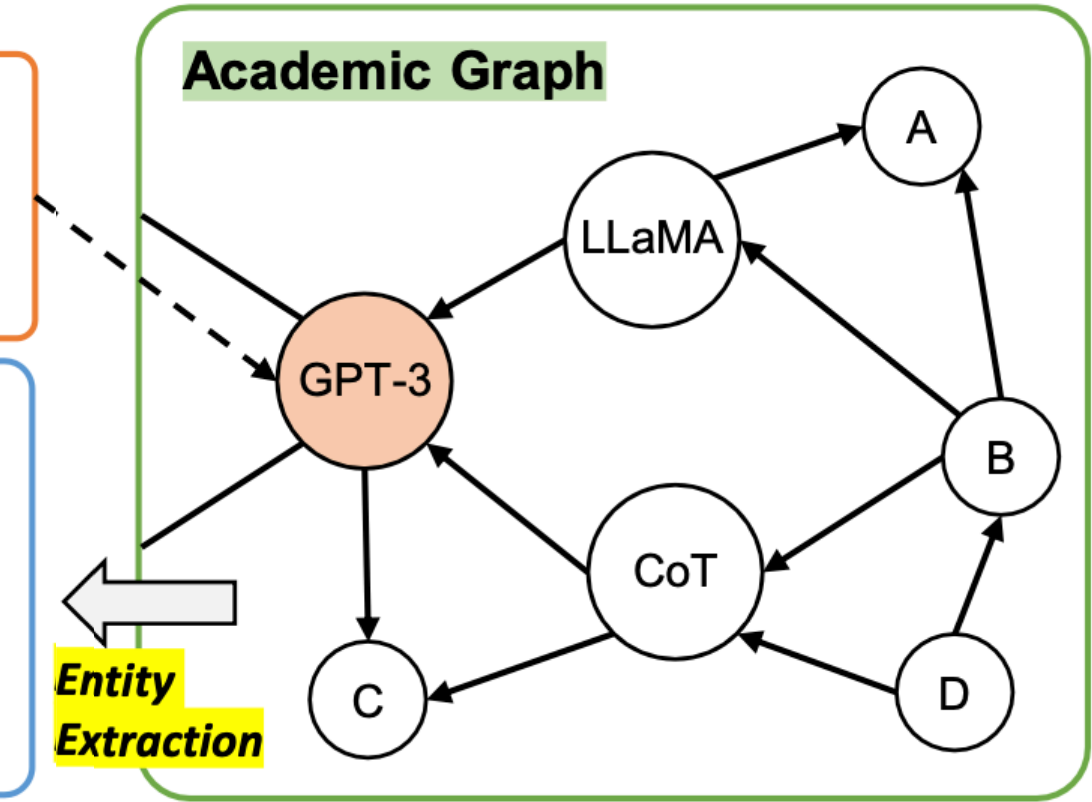 Academic Graph
A
LLaMA
GPT-3
B
CoT
C
D
Entity
Extraction